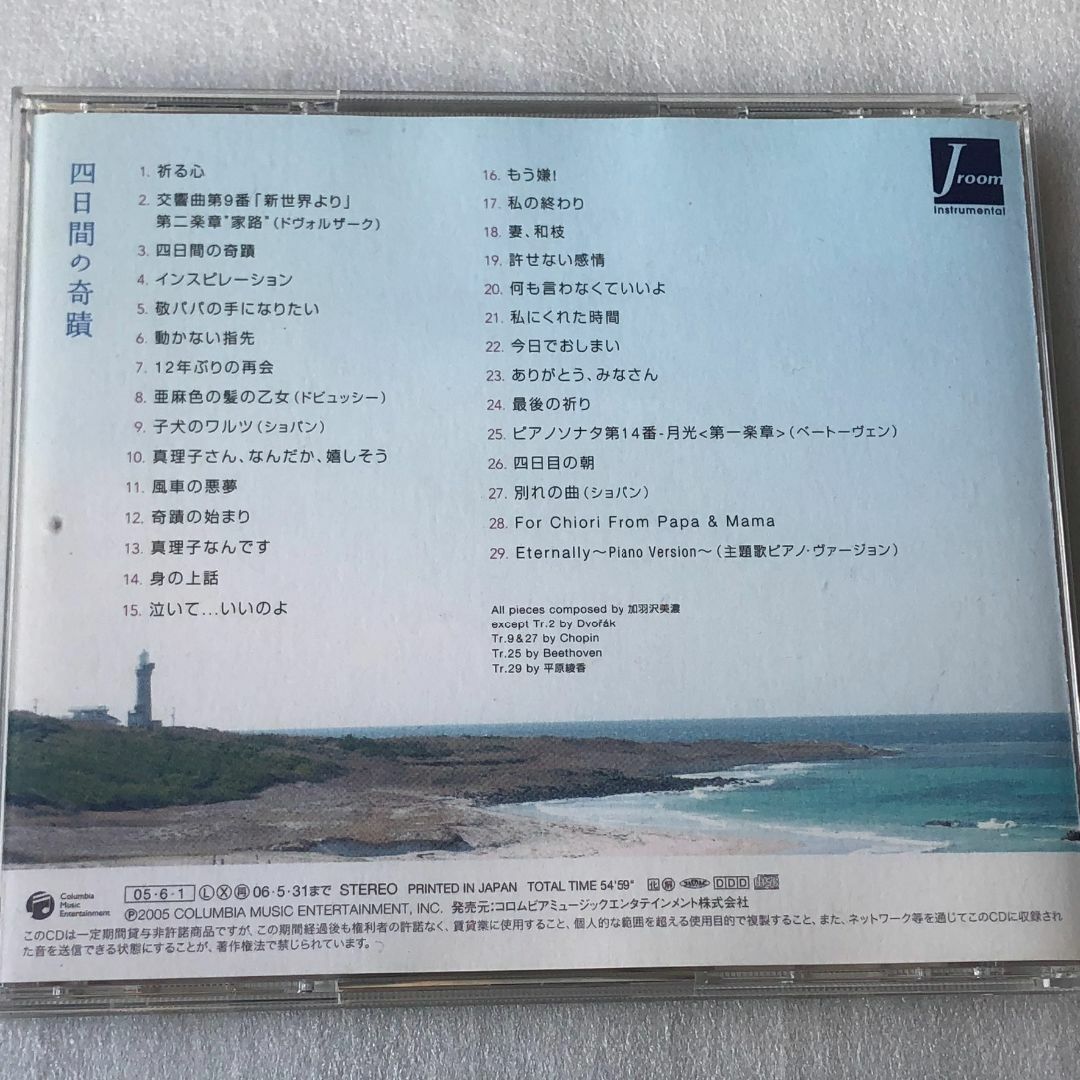 四日間の奇蹟
1. 祈る心
2. 交響曲第9番「新世界より」
第二楽章"家路"(ドヴォルザーク)
3. 四日間の奇蹟
4. インスピレーション
5. 敬パパの手になりたい
6. 動かない指先
7. 12年ぶりの再会
8. 亜麻色の髪の乙女(ドビュッシー)
9. 子犬のワルツ(ショパン)
10. 真理子さん、なんだか、嬉しそう
11. 風車の悪夢
12. 奇蹟の始まり
13. 真理子なんです
14. 身の上話
15. 泣いて...いいのよ
16. もう嫌!
17. 私の終わり
18. 妻、和枝
19. 許せない感情
20. 何も言わなくていいよ
21. 私にくれた時間
22. 今日でおしまい
23. ありがとう、みなさん
24. 最後の祈り
25. ピアノソナタ第14番-月光<第一楽章>(ベートーヴェン)
26. 四日目の朝
27. 別れの曲(ショパン)
28. For Chiori From Papa & Mama
29. Eternally～Piano Version～(主題歌ピアノ・ヴァージョン)
All pieces composed by 加羽沢美濃
except Tr.2 by Dvořák
Tr.9&27 by Chopin
Tr.25 by Beethoven
Tr.29 by 平原綾香
J room
instrumental
Columbia
Music
Entertainment
05・6・1 Ⓛ Ⓧ 06・5・31まで STEREO PRINTED IN JAPAN TOTAL TIME 54'59" DDD
Ⓟ2005 COLUMBIA MUSIC ENTERTAINMENT, INC. 発売元:コロムビアミュージックエンタテインメント株式会社
このCDは一定期間貸与非許諾商品ですが、この期間経過後も権利者の許諾なく、賃貸業に使用すること、個人的な範囲を超える使用目的で複製すること、また、ネットワーク等を通じてこのCDに収録され
た音を送信できる状態にすることが、著作権法で禁じられています。